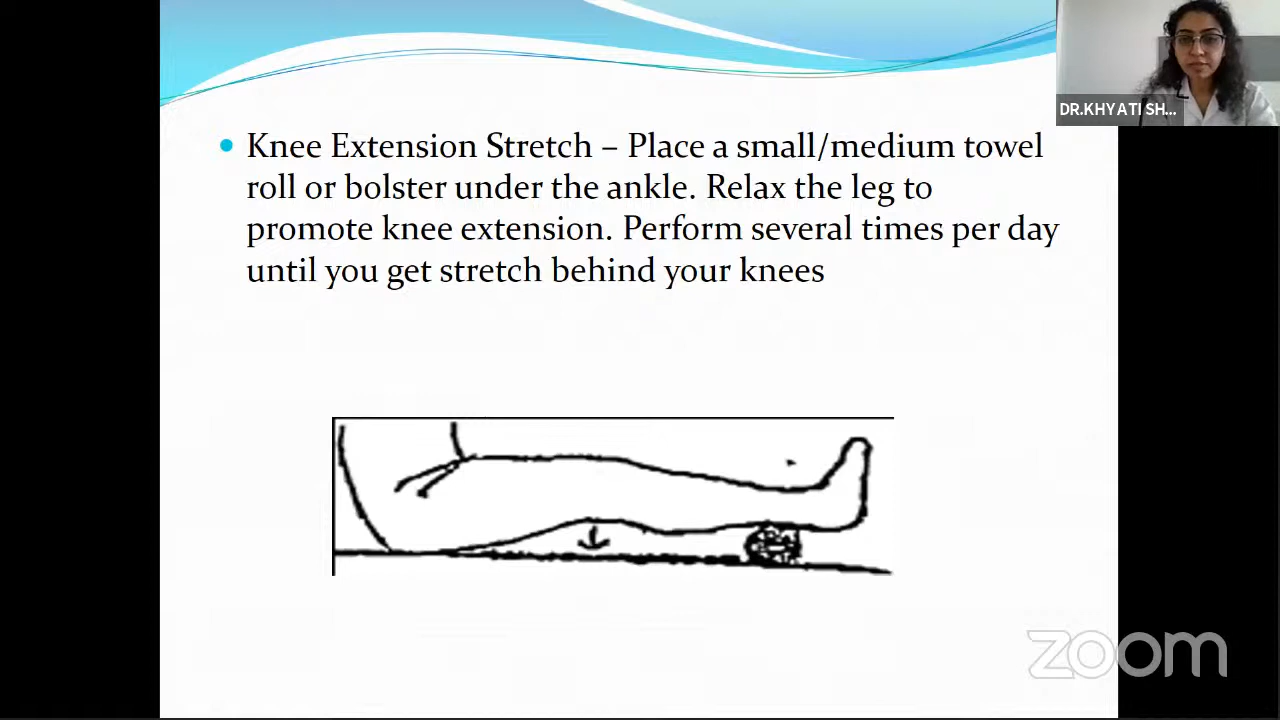 DR.KHYATI SH...
Knee Extension Stretch – Place a small/medium towel
roll or bolster under the ankle. Relax the leg to
promote knee extension. Perform several times per day
until you get stretch behind your knees
zoom